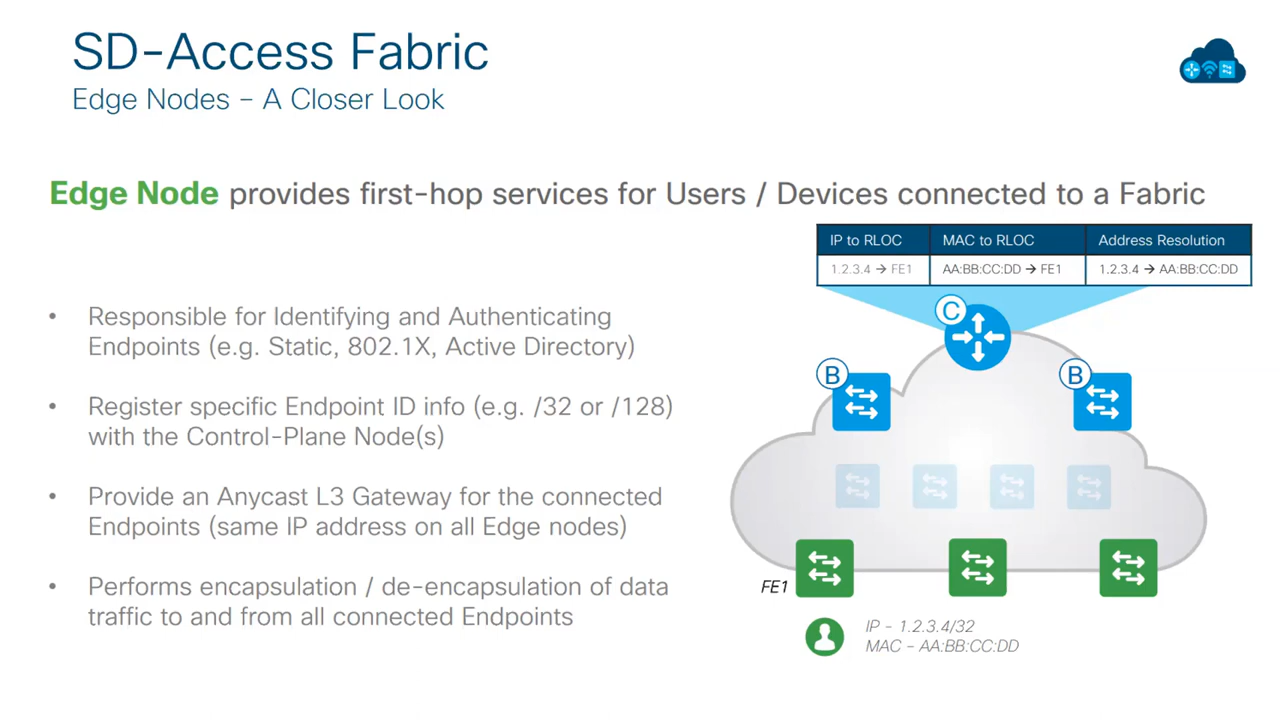 SD-Access Fabric
Edge Nodes – A Closer Look
Edge Node provides first-hop services for Users / Devices connected to a Fabric
• Responsible for Identifying and Authenticating
Endpoints (e.g. Static, 802.1X, Active Directory)
• Register specific Endpoint ID info (e.g. /32 or /128)
with the Control-Plane Node(s)
• Provide an Anycast L3 Gateway for the connected
Endpoints (same IP address on all Edge nodes)
• Performs encapsulation / de-encapsulation of data
traffic to and from all connected Endpoints
IP to RLOC MAC to RLOC Address Resolution
1.2.3.4 → FE1 AA:BB:CC:DD → FE1 1.2.3.4 → AA:BB:CC:DD
C
B
B
FE1
IP – 1.2.3.4/32
MAC – AA:BB:CC:DD